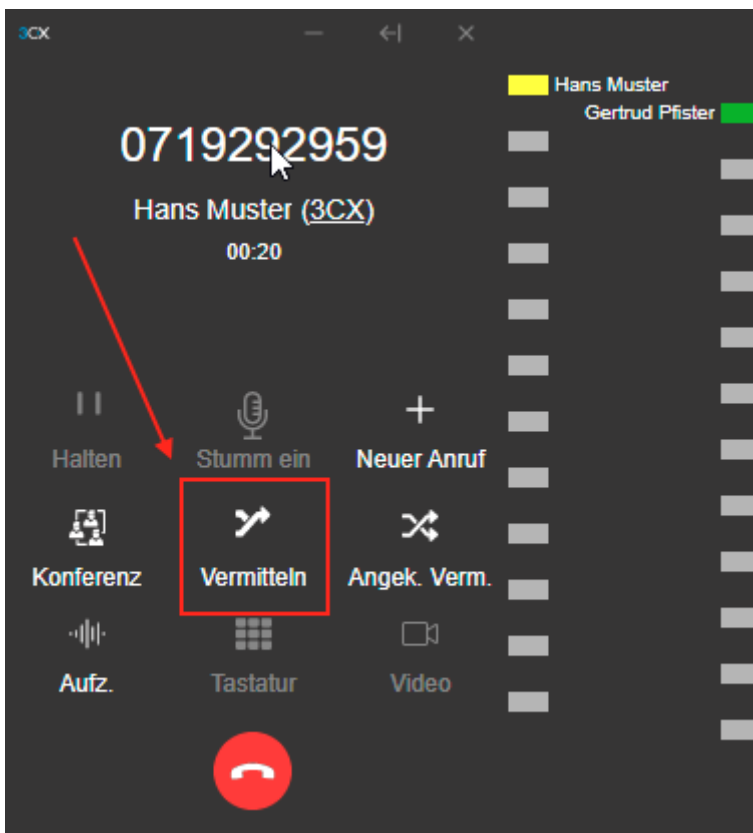 3CX
0719292959
Hans Muster (3CX)
00:20
Halten
Stumm ein
Neuer Anruf
Konferenz
Vermitteln
Angek. Verm.
Aufz.
Tastatur
Video
Hans Muster
Gertrud Pfister